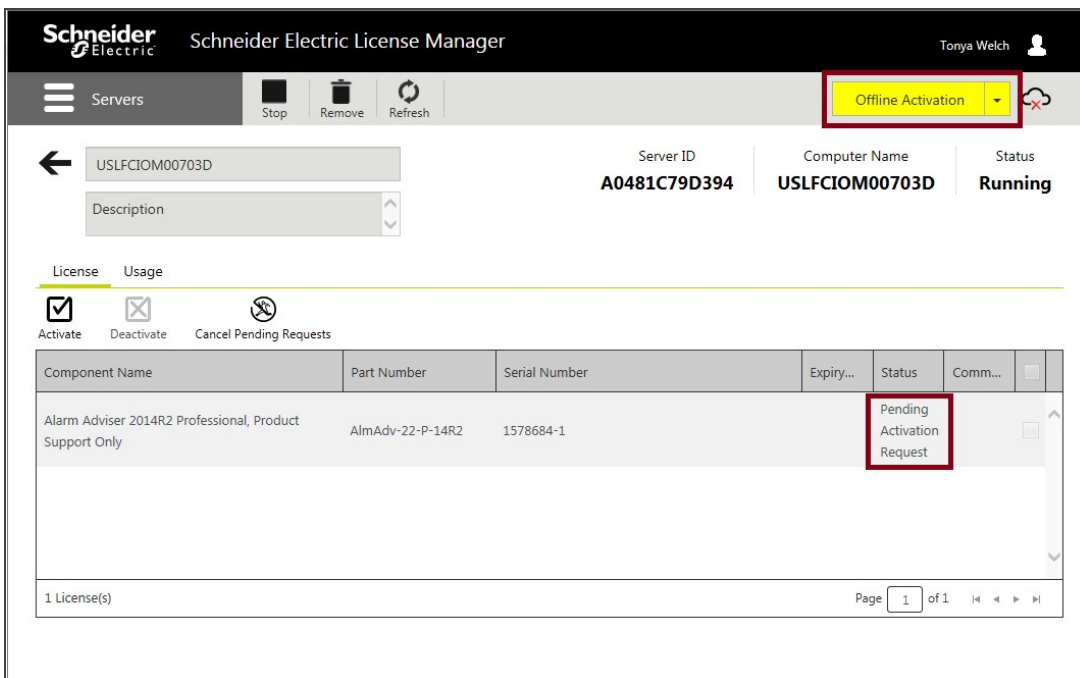 Schneider Electric
Schneider Electric License Manager
Tonya Welch
Servers
Stop
Remove
Refresh
Offline Activation
USLFCIOM00703D
Description
Server ID
A0481C79D394
Computer Name
USLFCIOM00703D
Status
Running
License
Usage
Activate
Deactivate
Cancel Pending Requests
Component Name
Part Number
Serial Number
Expiry...
Status
Comm...
Alarm Adviser 2014R2 Professional, Product
Support Only
AlmAdv-22-P-14R2
1578684-1
Pending
Activation
Request
1 License(s)
Page 1 of 1